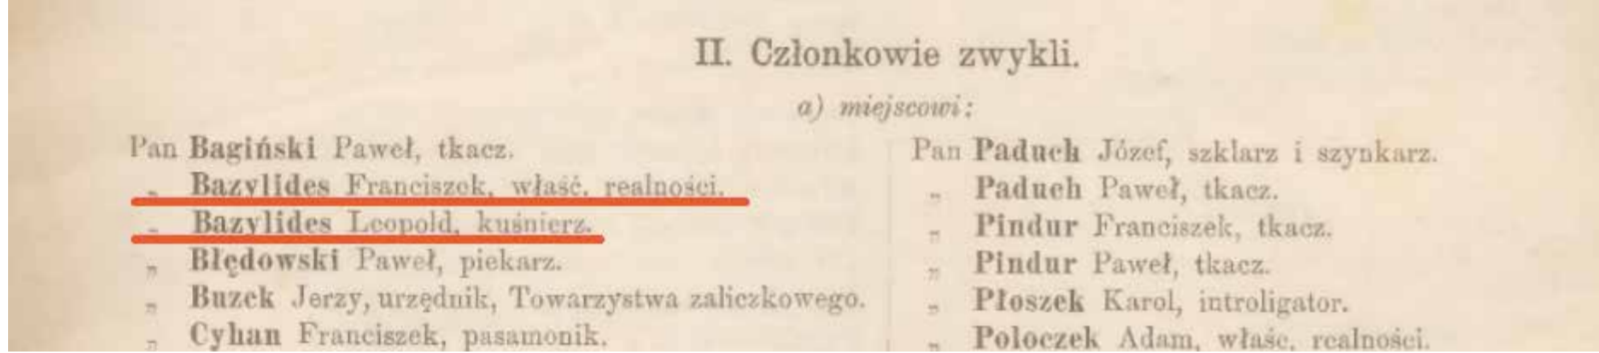 II. Członkowie zwykli.
a) miejscowi:
Pan Bagiński Paweł, tkacz.
„ Bazylides Franciszek, właść. realności.
„ Bazylides Leopold, kuśnierz.
„ Błędowski Paweł, piekarz.
„ Buzek Jerzy, urzędnik, Towarzystwa zaliczkowego.
„ Cyhan Franciszek, pasamonik.
Pan Paduch Józef, szklarz i szynkarz.
„ Paduch Paweł, tkacz.
„ Pindur Franciszek, tkacz.
„ Pindur Paweł, tkacz.
„ Płoszek Karol, introligator.
„ Poloczek Adam, właśc. realności.